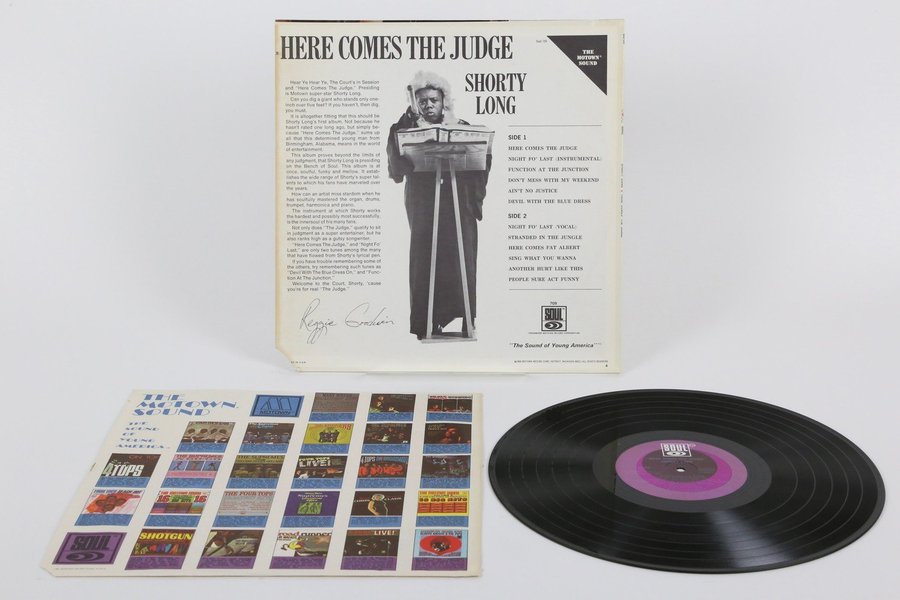 HERE COMES THE JUDGE
SHORTY
LONG
THE
MOTOWN
SOUND
Hear Ye Hear Ye, The Court's in Session
and "Here Comes The Judge," Presiding
is Motown super-star Shorty Long.
Can you dig a giant who stands only one-
inch over five feet? If you haven't, then dig
you must.
It is altogether fitting that this should be
Shorty Long's first album. Not because he
hasn't rated one long ago, but simply be-
cause "Here Comes The Judge," sums up
all that this determined young man from
Birmingham, Alabama, means in the world
of entertainment.
This album proves beyond the limits of
any judgment, that Shorty Long is presiding
on the Bench of Soul. This album is at
once, soulful, funky and mellow. It estab-
lishes the wide range of Shorty's super tal-
ents to which his fans have marveled over
the years.
How can an artist miss stardom when he
has soulfully mastered the organ, drums,
trumpet, harmonica and piano.
The instrument at which Shorty works
the hardest and possibly most successfully,
is the innersoul of his many fans.
Not only does "The Judge," qualify to sit
in judgment as a super entertainer, but he
also ranks high as a gutsy songwriter.
"Here Comes The Judge," and "Night Fo'
Last," are only two tunes among the many
that have flowed from Shorty's lyrical pen.
If you have trouble remembering some of
the others, try remembering such tunes as
"Devil With The Blue Dress On," and "Func-
tion At The Junction."
Welcome to the Court, Shorty, 'cause
you're for real "The Judge."
Reggie Goodwin
SIDE 1
HERE COMES THE JUDGE
NIGHT FO' LAST (INSTRUMENTAL)
FUNCTION AT THE JUNCTION
DON'T MESS WITH MY WEEKEND
AIN'T NO JUSTICE
DEVIL WITH THE BLUE DRESS
SIDE 2
NIGHT FO' LAST (VOCAL)
STRANDED IN THE JUNGLE
HERE COMES FAT ALBERT
SING WHAT YOU WANNA
ANOTHER HURT LIKE THIS
PEOPLE SURE ACT FUNNY
709
SOUL
"The Sound of Young America"
THE
MOTOWN
SOUND
THE
SOUND
OF
YOUNG
AMERICA
MOTOWN
4 TOPS
LIVE!
THE FOUR TOPS
SOUL
SHOTGUN
road runner
LIVE!
SOUL